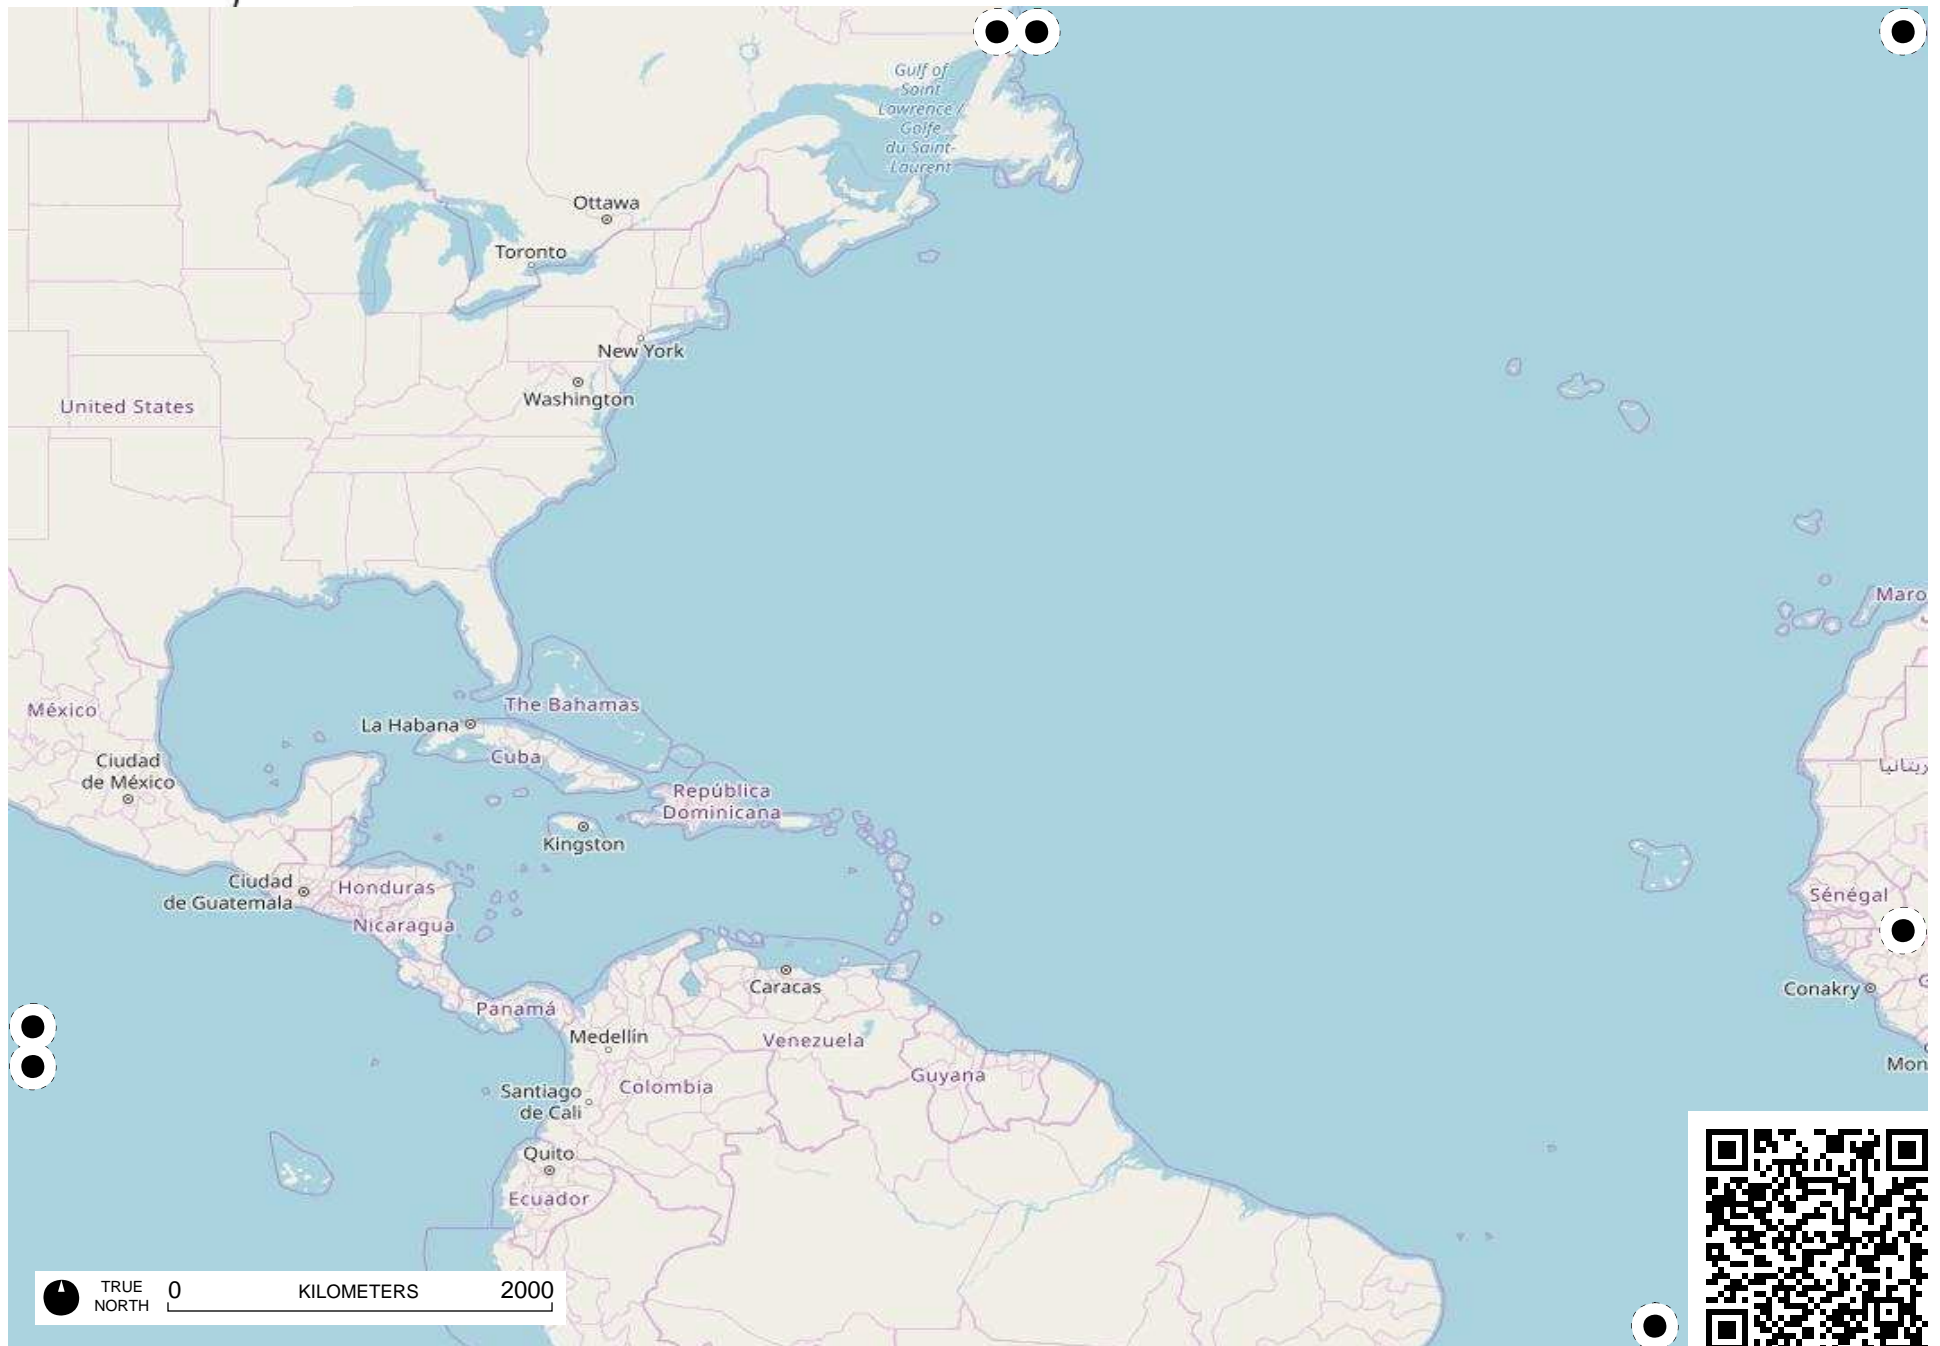 Gulf of
Saint
Lawrence /
Golfe
du Saint-
Laurent
Ottawa
Toronto
New York
Washington
United States
Maro
México
La Habana
The Bahamas
Cuba
Ciudad
de México
República
Dominicana
Kingston
Ciudad
de Guatemala
Honduras
Nicaragua
Sénégal
Caracas
Conakry
Panamá
Medellín
Venezuela
Mon
Guyana
Colombia
Santiago
de Cali
Quito
Ecuador
TRUE
NORTH
0 KILOMETERS 2000